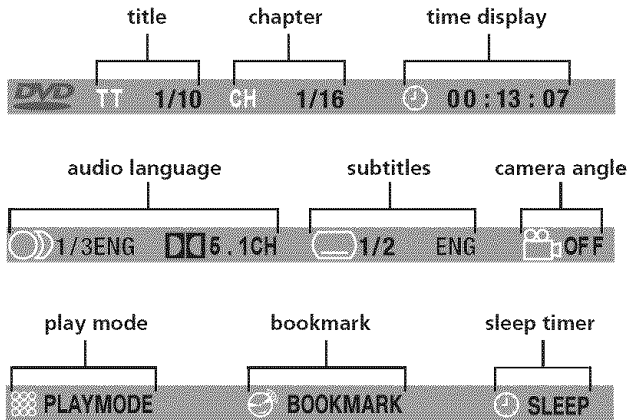 title chapter time display
DVD TT 1/10 CH 1/16 00:13:07
audio language subtitles camera angle
1/3ENG 5.1CH 1/2 ENG OFF
play mode bookmark sleep timer
PLAYMODE BOOKMARK SLEEP